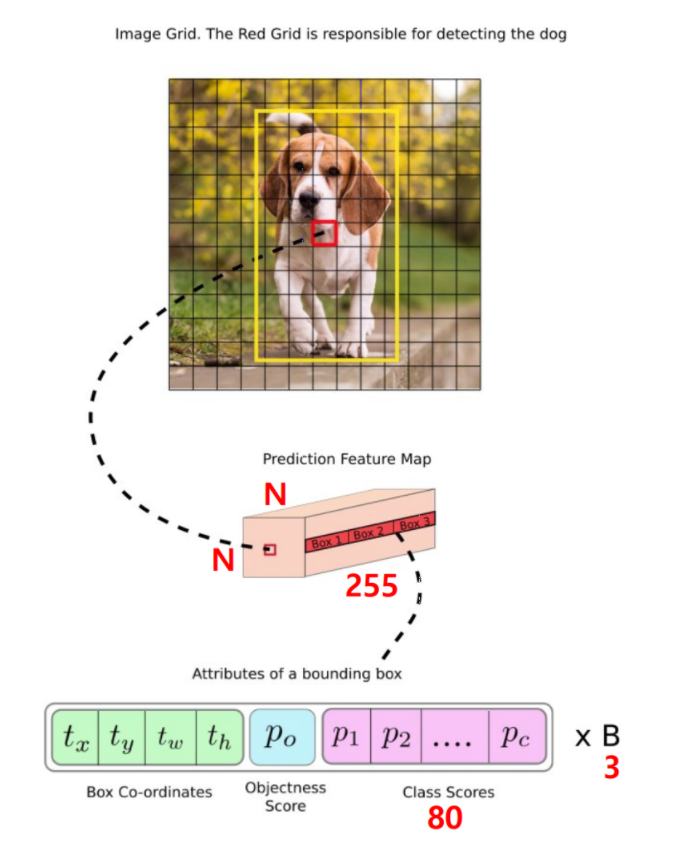 Image Grid. The Red Grid is responsible for detecting the dog
Prediction Feature Map
N
N
Box 1 Box 2 Box 3
255
Attributes of a bounding box
t_x t_y t_w t_h p_o p_1 p_2 .... p_c x B
3
Box Co-ordinates
Objectness
Score
Class Scores
80